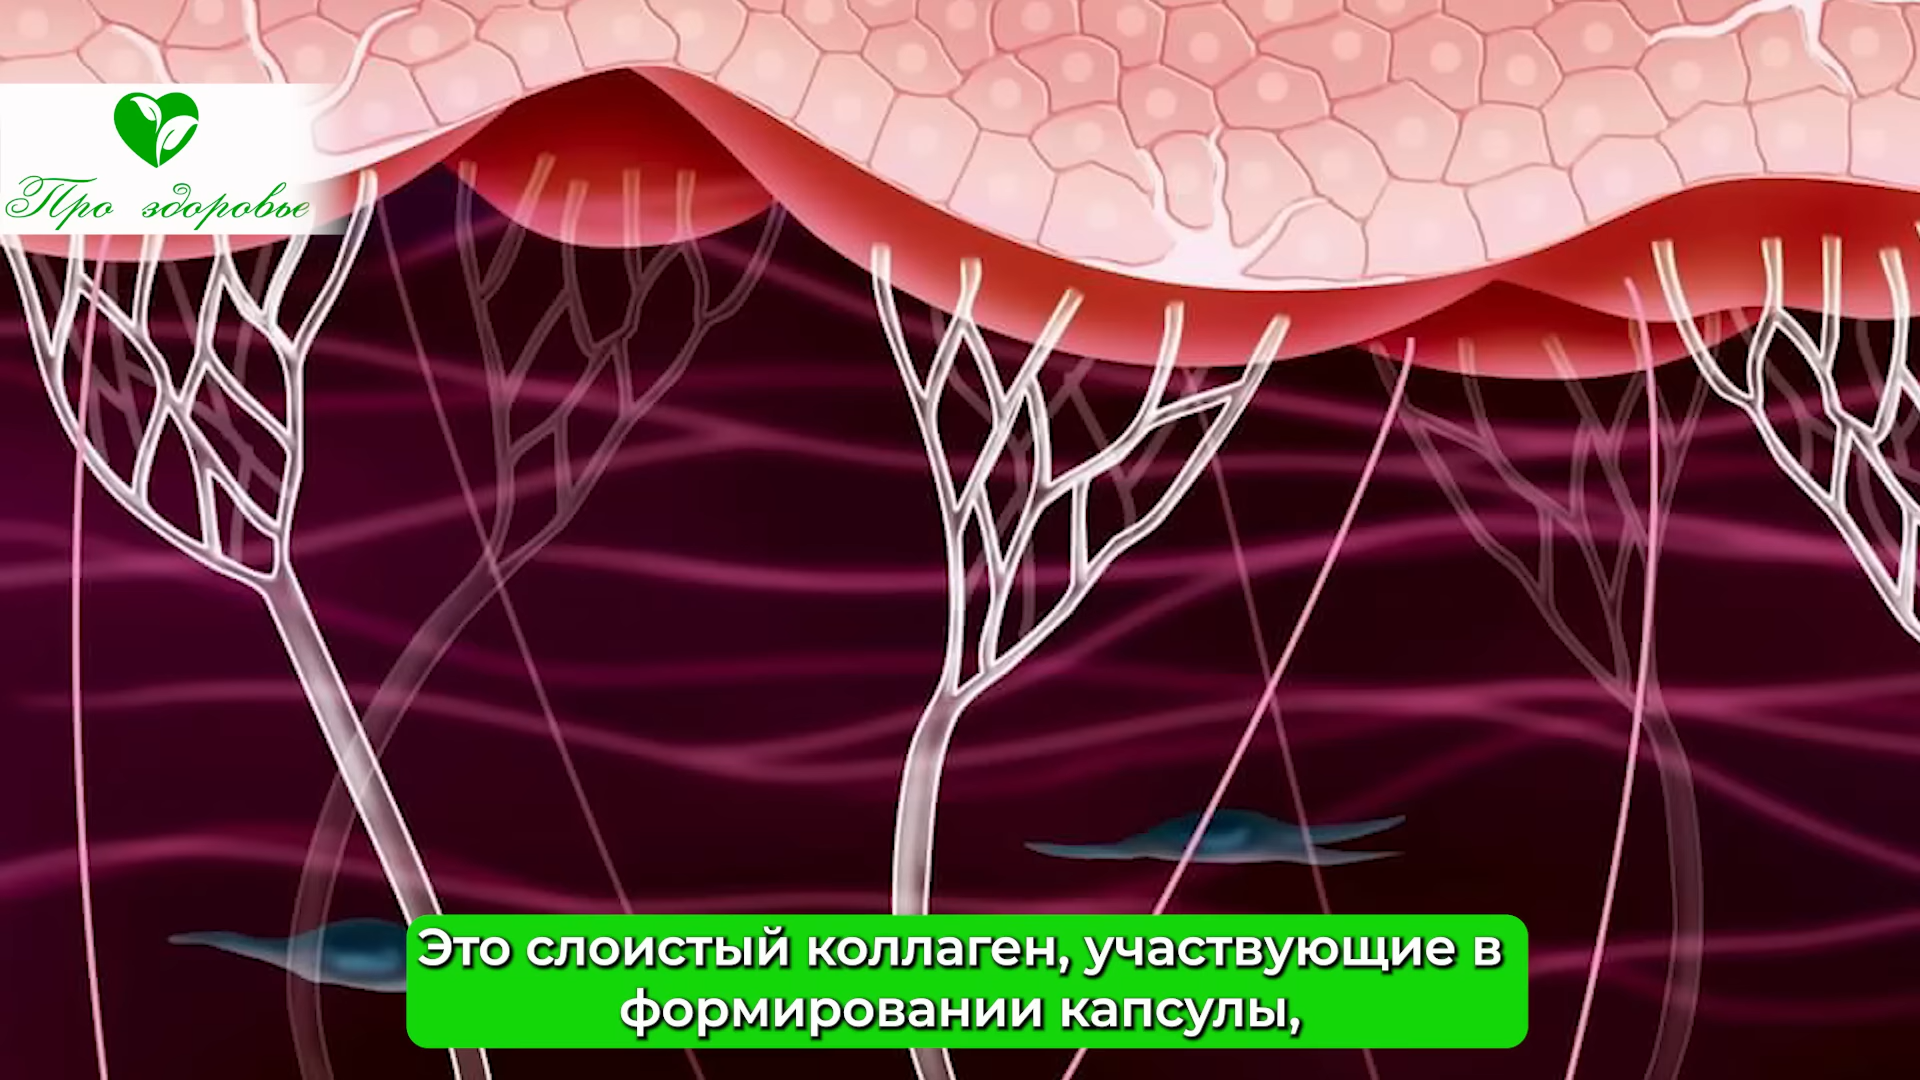 Про здоровье
Это слоистый коллаген, участвующие в
формировании капсулы,